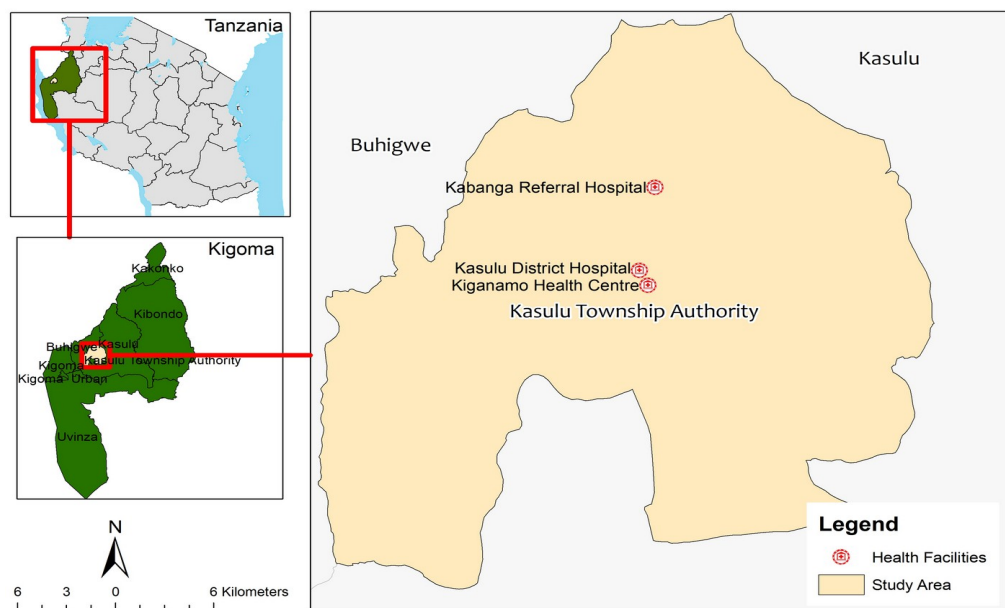 Tanzania
Kigoma
Kakonko
Kibondo
Kasulu
Buhigwe
Kasulu Township Authority
Kigoma
Kigoma Urban
Uvinza
N
6 3 0 6 Kilometers
Kasulu
Buhigwe
Kabanga Referral Hospital
Kasulu District Hospital
Kiganamo Health Centre
Kasulu Township Authority
Legend
Health Facilities
Study Area